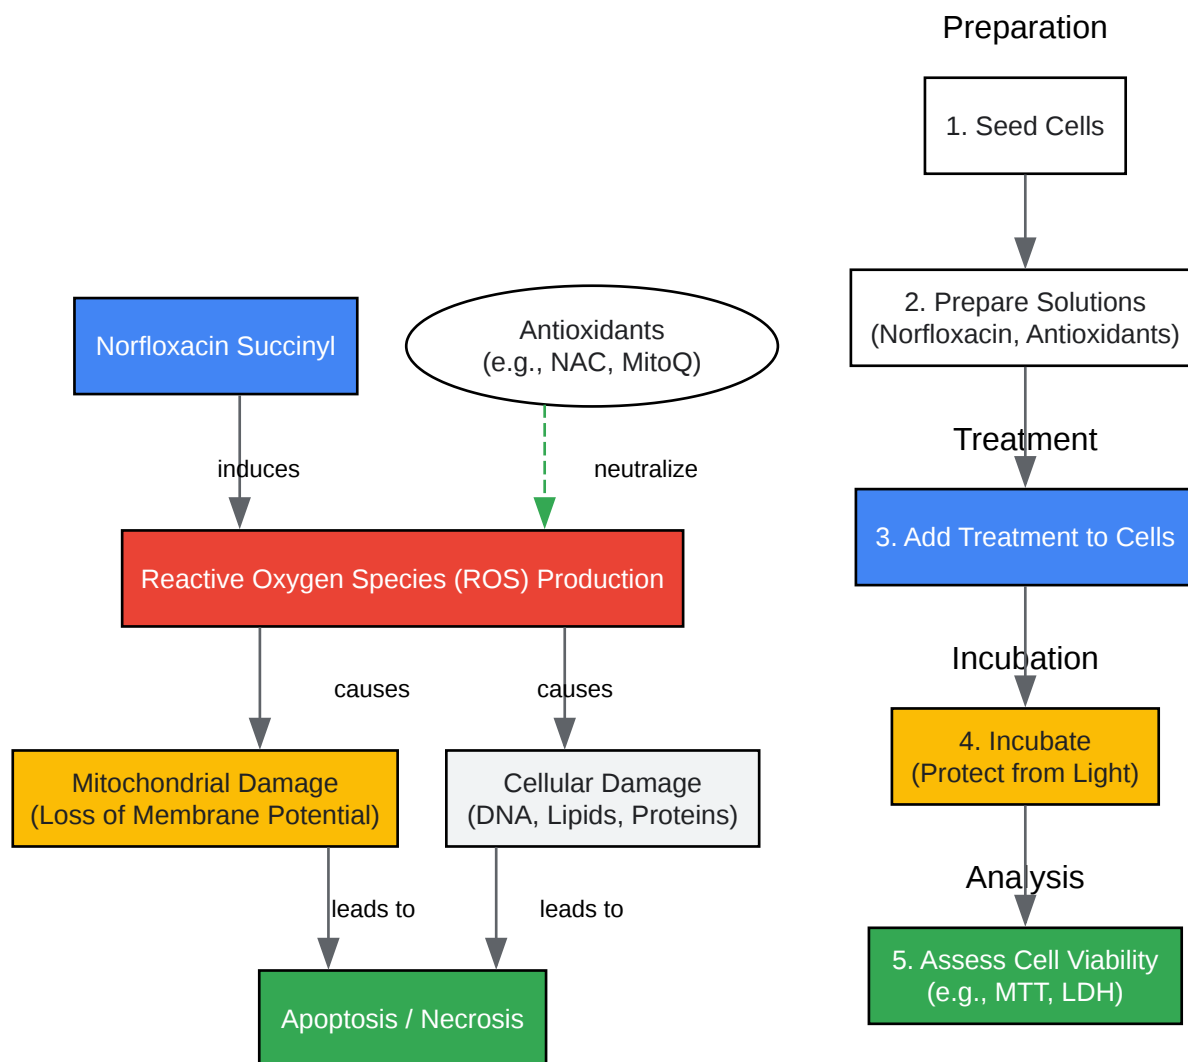 Norfloxacin Succinyl
Antioxidants
(e.g., NAC, MitoQ)
induces
neutralize
Reactive Oxygen Species (ROS) Production
causes
causes
Mitochondrial Damage
(Loss of Membrane Potential)
Cellular Damage
(DNA, Lipids, Proteins)
leads to
leads to
Apoptosis / Necrosis
Preparation
1. Seed Cells
2. Prepare Solutions
(Norfloxacin, Antioxidants)
Treatment
3. Add Treatment to Cells
Incubation
4. Incubate
(Protect from Light)
Analysis
5. Assess Cell Viability
(e.g., MTT, LDH)